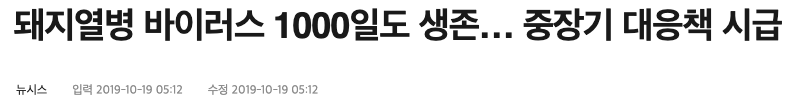 돼지열병 바이러스 1000일도 생존… 중장기 대응책 시급
뉴시스 입력 2019-10-19 05:12 수정 2019-10-19 05:12